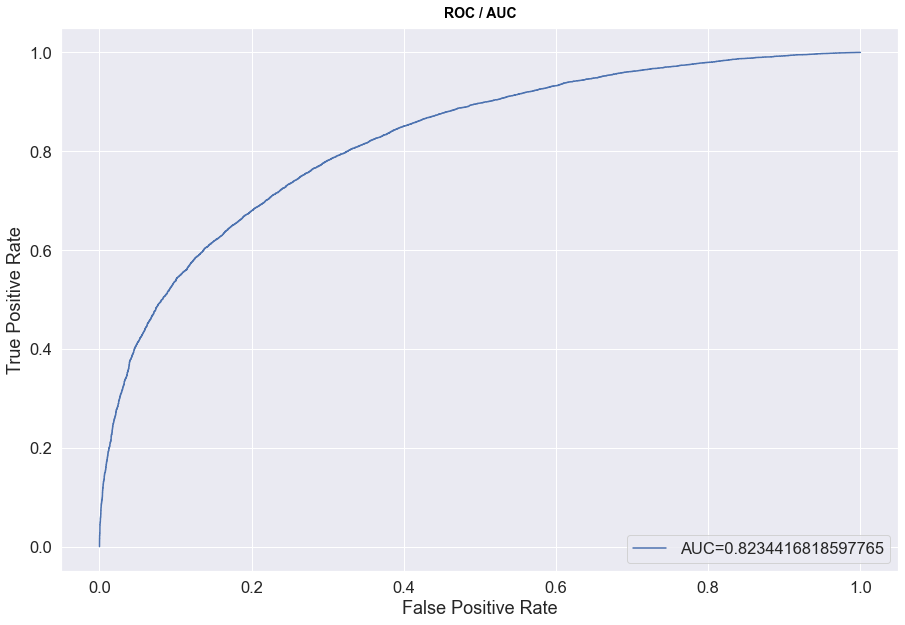 ROC / AUC
True Positive Rate
1.0
0.8
0.6
0.4
0.2
0.0
0.0 0.2 0.4 0.6 0.8 1.0
False Positive Rate
AUC=0.8234416818597765